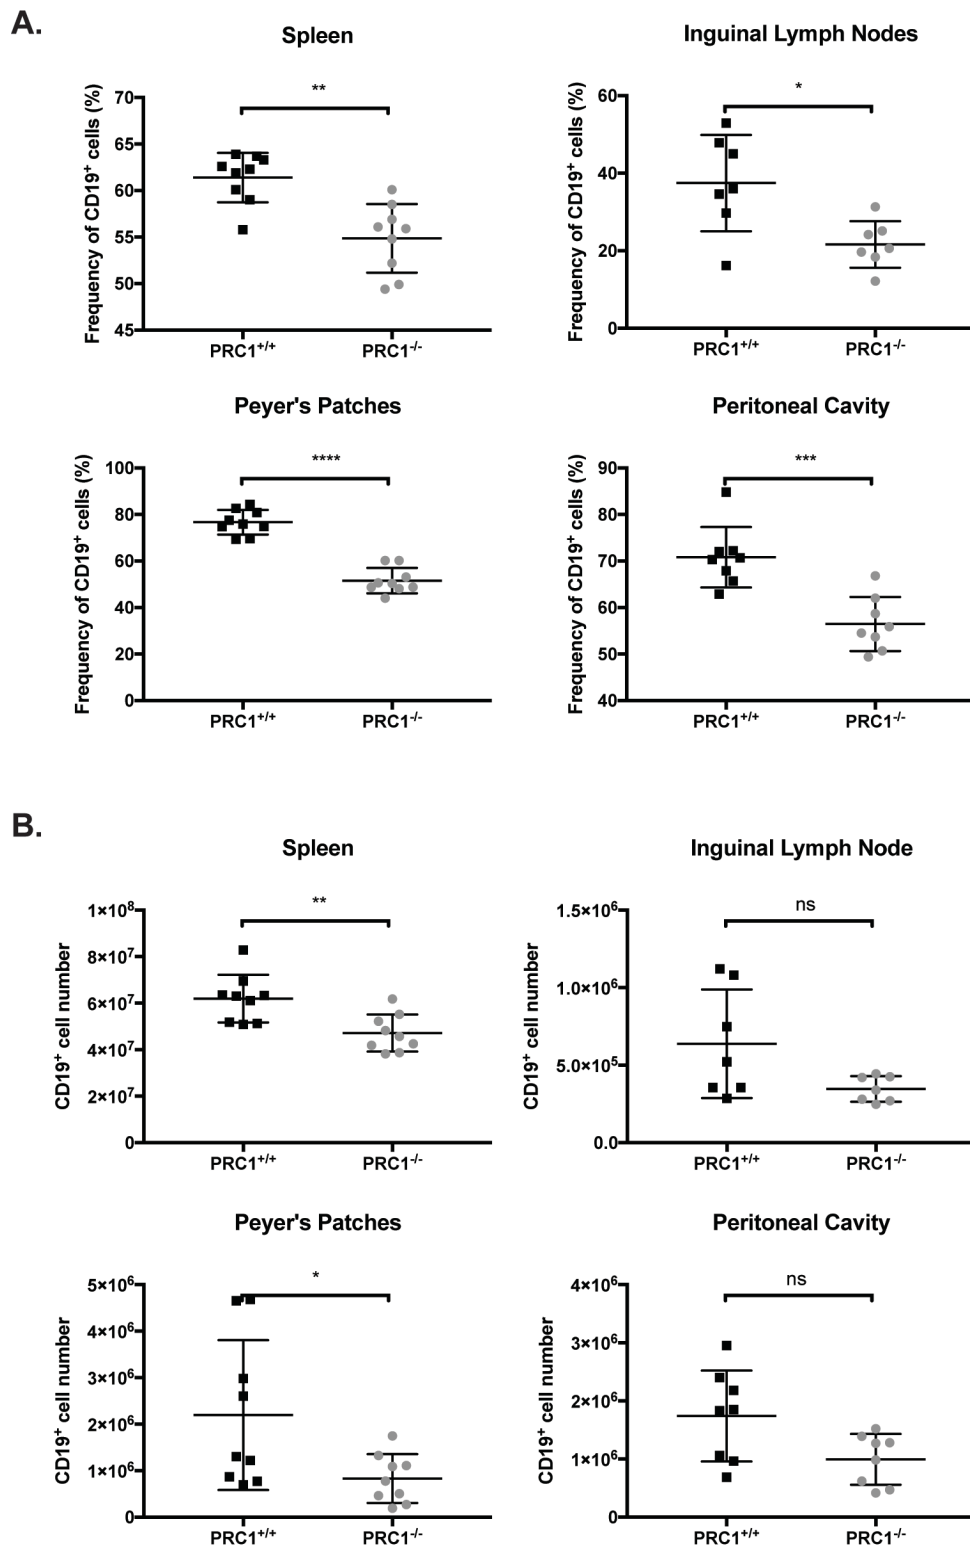 A.
Spleen
Frequency of CD19⁺ cells (%)
**
70
65
60
55
50
45
PRC1⁺/⁺
PRC1⁻/⁻
Inguinal Lymph Nodes
Frequency of CD19⁺ cells (%)
*
60
40
20
0
PRC1⁺/⁺
PRC1⁻/⁻
Peyer's Patches
Frequency of CD19⁺ cells (%)
****
100
80
60
40
20
0
PRC1⁺/⁺
PRC1⁻/⁻
Peritoneal Cavity
Frequency of CD19⁺ cells (%)
***
90
80
70
60
50
40
PRC1⁺/⁺
PRC1⁻/⁻
B.
Spleen
CD19⁺ cell number
**
1×10⁸
8×10⁷
6×10⁷
4×10⁷
2×10⁷
0
PRC1⁺/⁺
PRC1⁻/⁻
Inguinal Lymph Node
CD19⁺ cell number
ns
1.5×10⁶
1.0×10⁶
5.0×10⁵
0.0
PRC1⁺/⁺
PRC1⁻/⁻
Peyer's Patches
CD19⁺ cell number
*
5×10⁶
4×10⁶
3×10⁶
2×10⁶
1×10⁶
0
PRC1⁺/⁺
PRC1⁻/⁻
Peritoneal Cavity
CD19⁺ cell number
ns
4×10⁶
3×10⁶
2×10⁶
1×10⁶
0
PRC1⁺/⁺
PRC1⁻/⁻